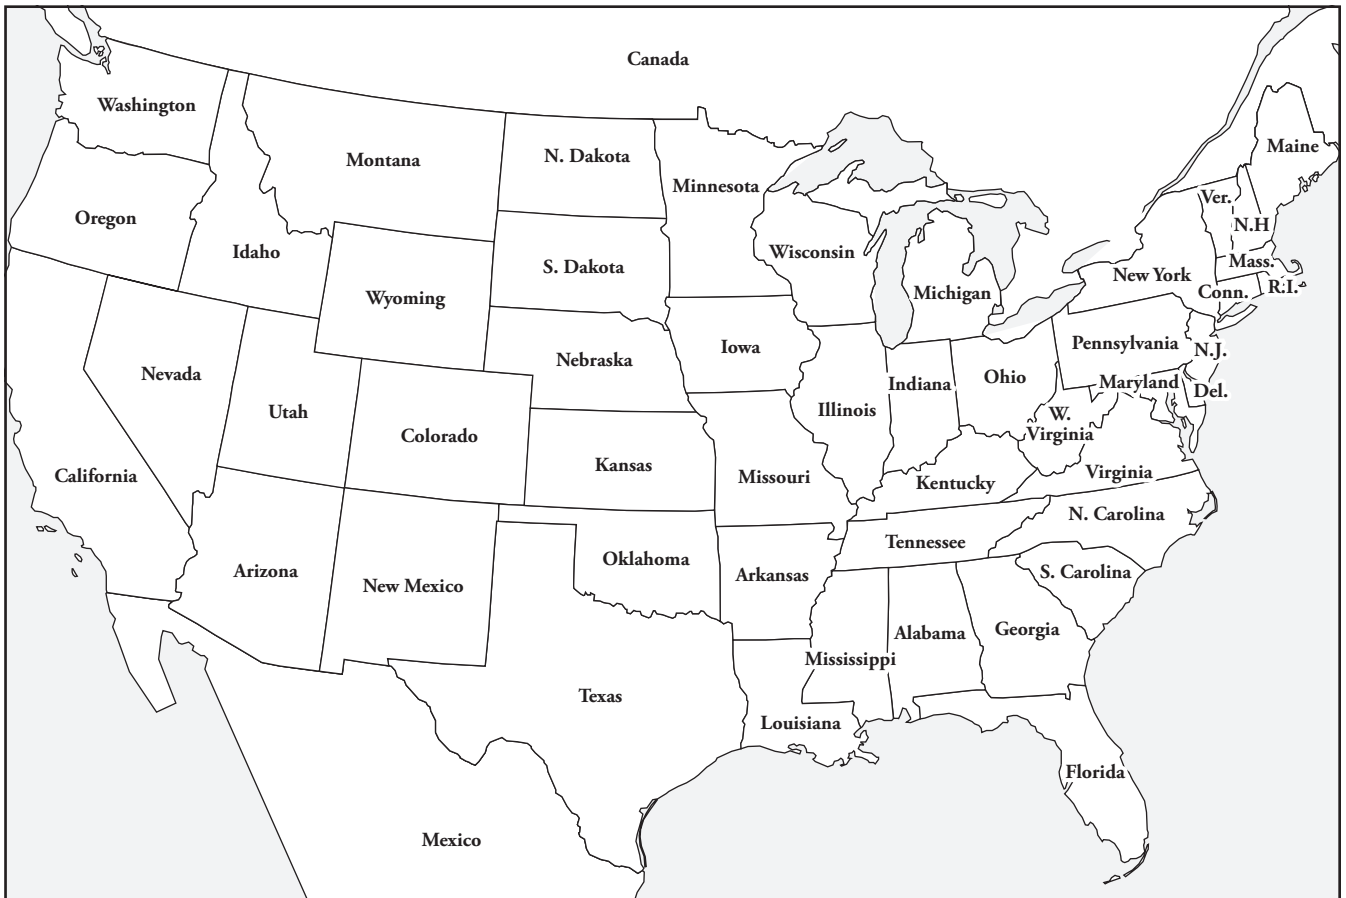 Canada
Washington
Montana
N. Dakota
Minnesota
Maine
Oregon
Idaho
Ver.
N.H
Wisconsin
S. Dakota
Wyoming
Michigan
New York
Mass.
Conn.
R.I.
Iowa
Nebraska
Pennsylvania
N.J.
Nevada
Utah
Indiana
Ohio
Maryland
Del.
Illinois
W.
Virginia
Colorado
Kansas
California
Missouri
Kentucky
Virginia
N. Carolina
Tennessee
Arizona
New Mexico
Oklahoma
Arkansas
S. Carolina
Alabama
Georgia
Mississippi
Texas
Louisiana
Florida
Mexico